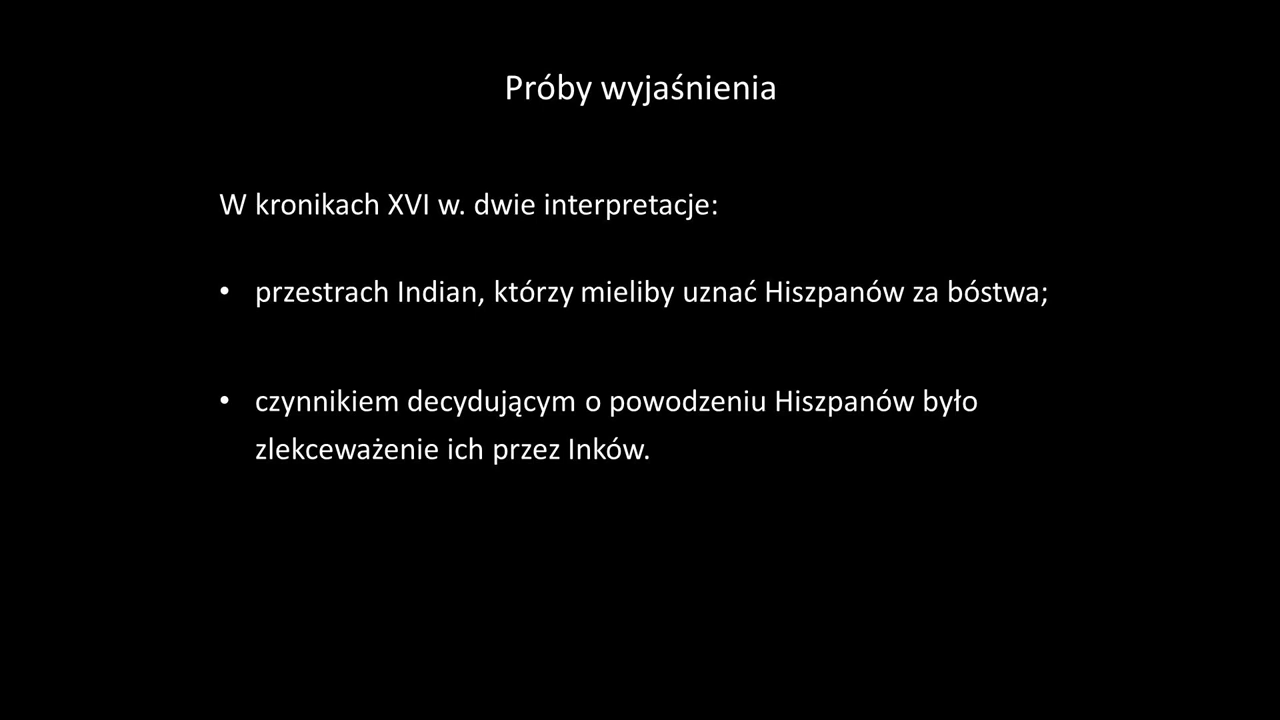 Próby wyjaśnienia
W kronikach XVI w. dwie interpretacje:
• przestrach Indian, którzy mieliby uznać Hiszpanów za bóstwa;
• czynnikiem decydującym o powodzeniu Hiszpanów było
zlekceważenie ich przez Inków.